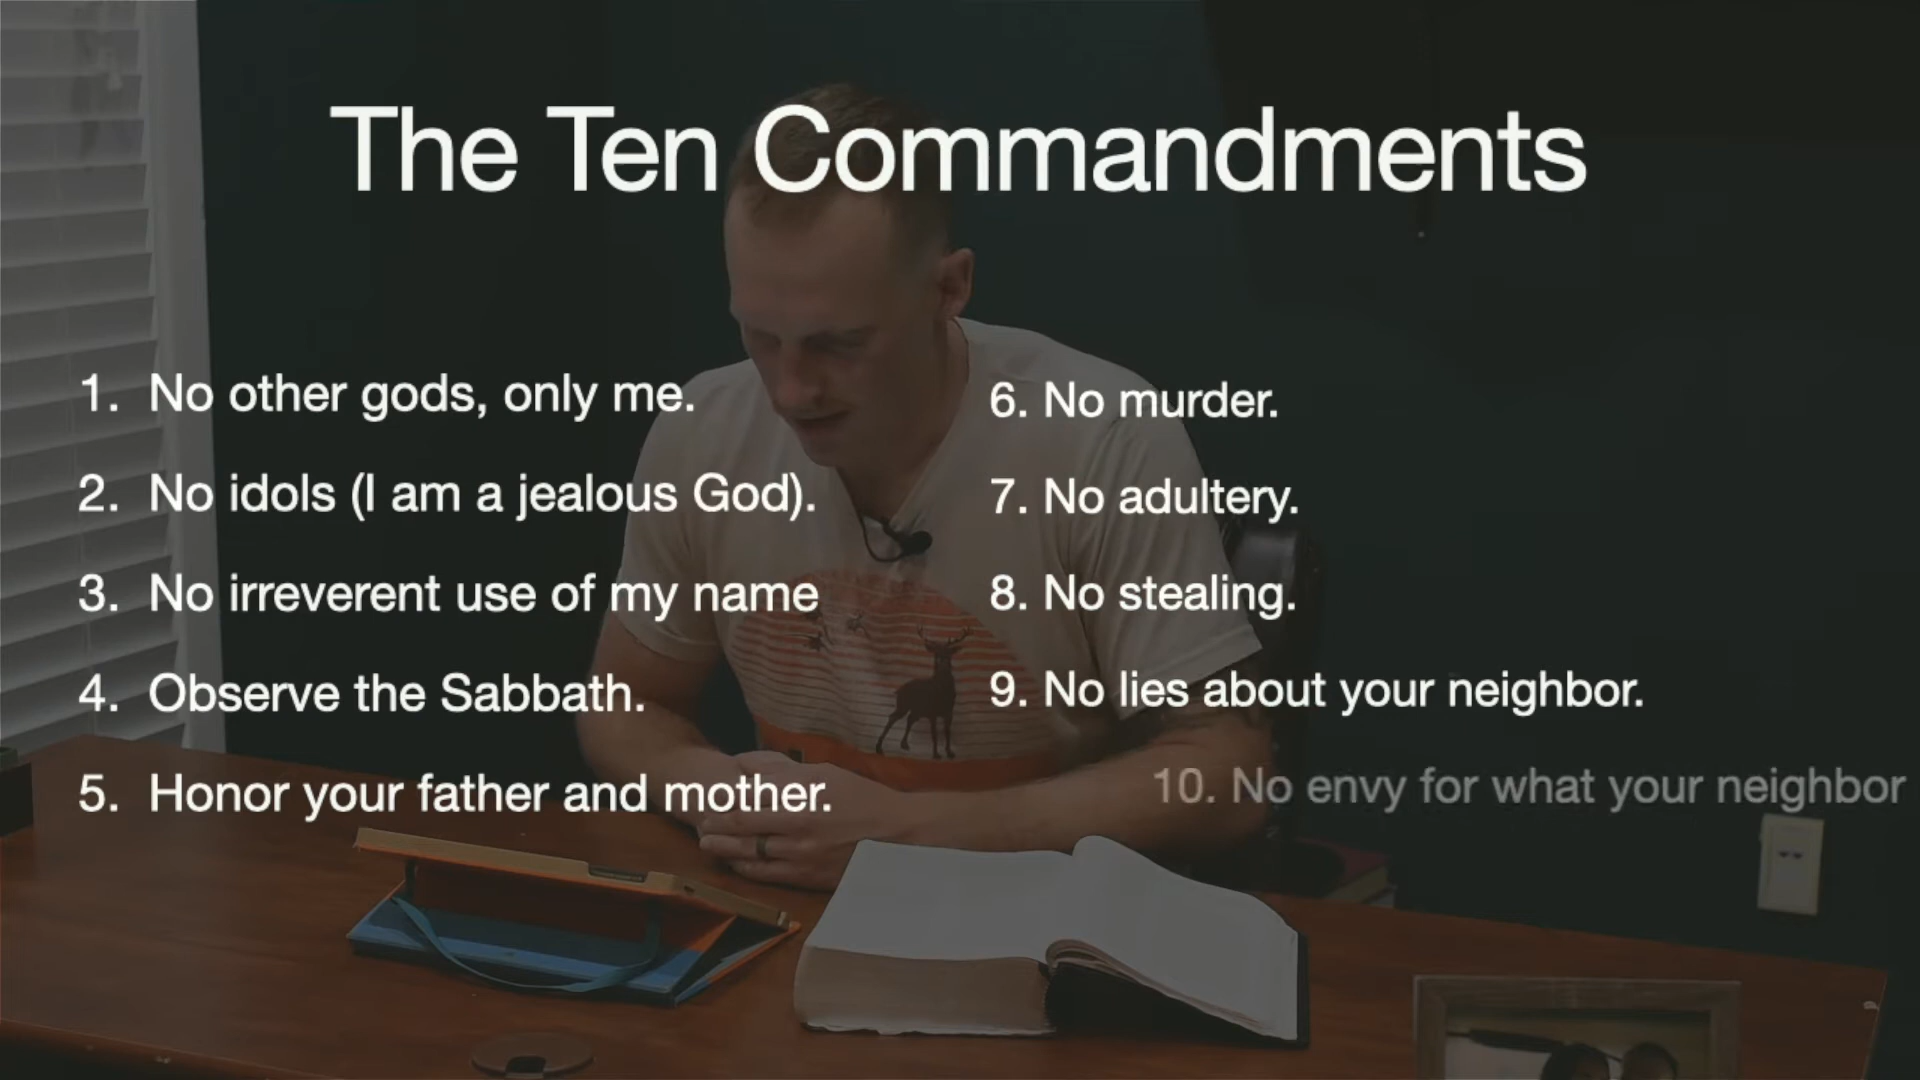 The Ten Commandments
1. No other gods, only me.
2. No idols (I am a jealous God).
3. No irreverent use of my name
4. Observe the Sabbath.
5. Honor your father and mother.
6. No murder.
7. No adultery.
8. No stealing.
9. No lies about your neighbor.
10. No envy for what your neighbor